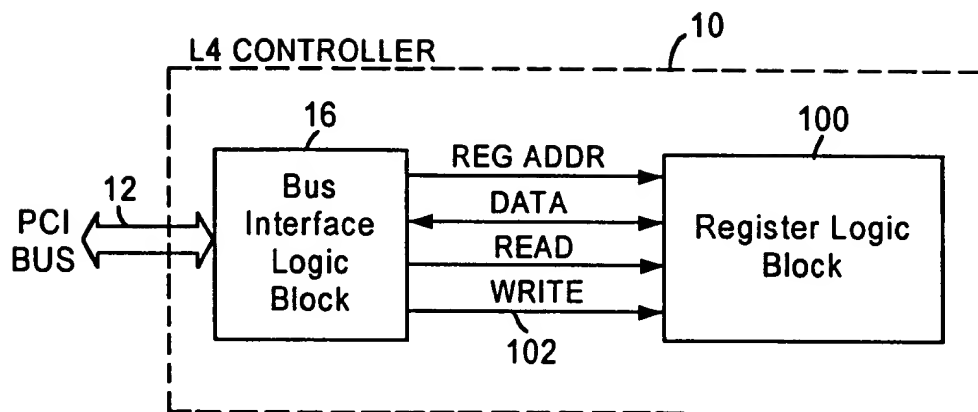 L4 CONTROLLER
10
16
100
12
PCI
BUS
Bus
Interface
Logic
Block
REG ADDR
DATA
READ
WRITE
102
Register Logic
Block